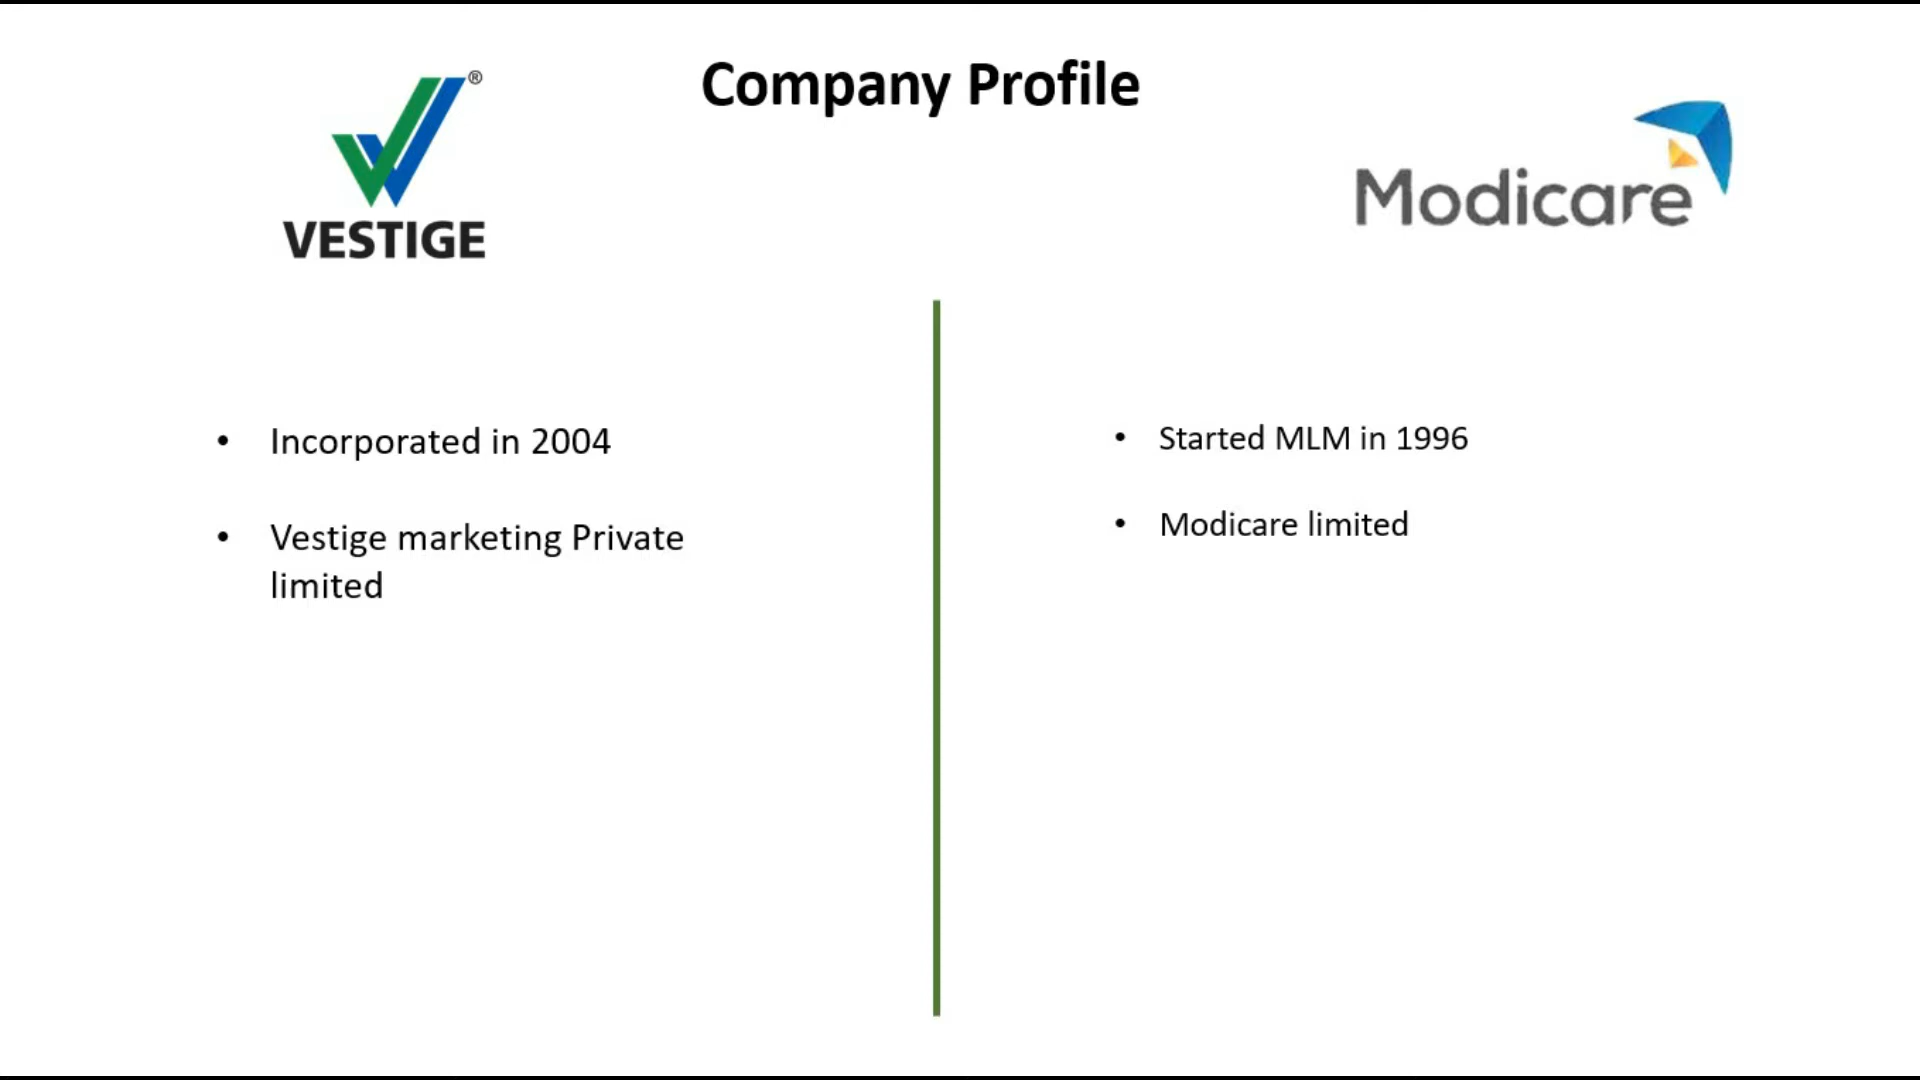 Company Profile
®
VESTIGE
Modicare
• Incorporated in 2004
• Vestige marketing Private
limited
• Started MLM in 1996
• Modicare limited